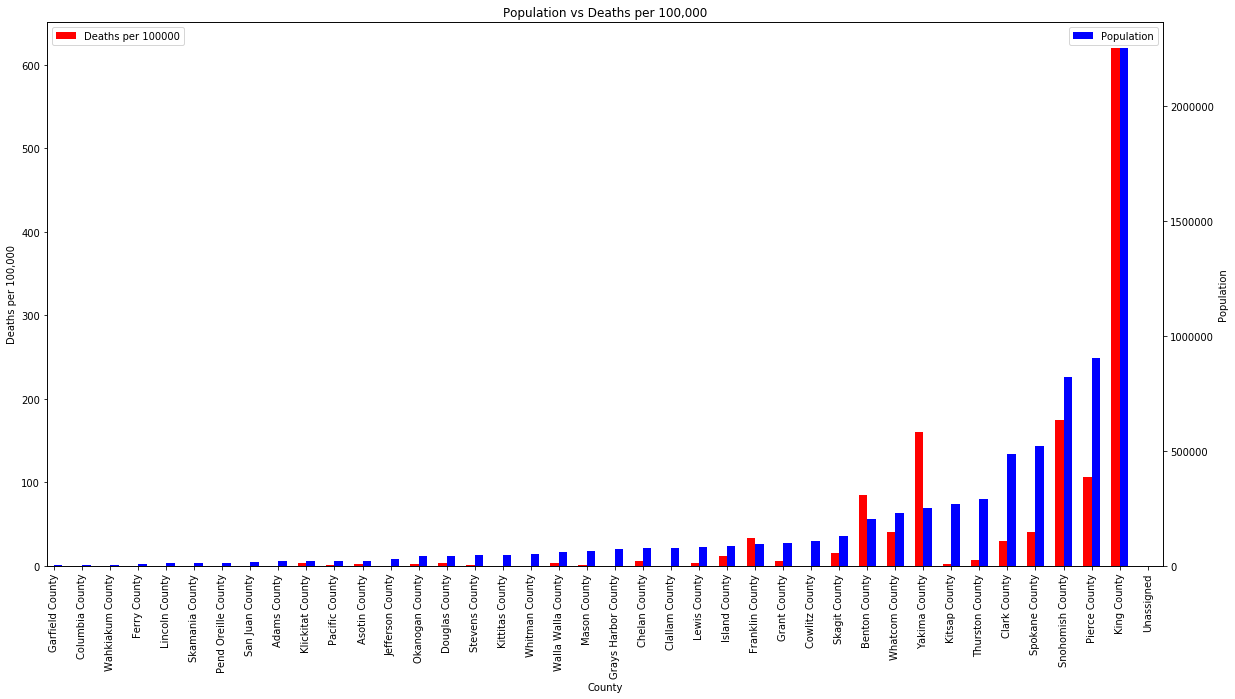 Population vs Deaths per 100,000
Deaths per 100000
Population
600
500
400
300
200
100
0
Deaths per 100,000
2000000
1500000
1000000
500000
0
Population
Garfield County
Columbia County
Wahkiakum County
Ferry County
Lincoln County
Skamania County
Pend Oreille County
San Juan County
Adams County
Klickitat County
Pacific County
Asotin County
Jefferson County
Okanogan County
Douglas County
Stevens County
Kittitas County
Whitman County
Walla Walla County
Mason County
Grays Harbor County
Chelan County
Clallam County
Lewis County
Island County
Franklin County
Grant County
Cowlitz County
Skagit County
Benton County
Whatcom County
Yakima County
Kitsap County
Thurston County
Clark County
Spokane County
Snohomish County
Pierce County
King County
Unassigned
County